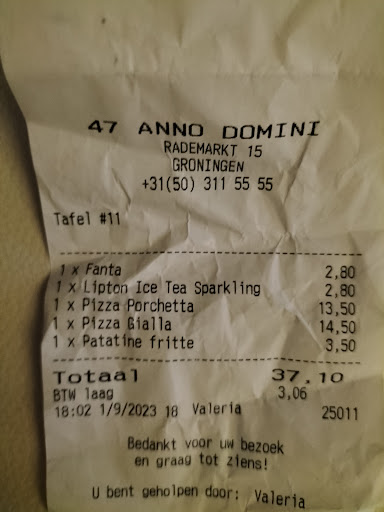 47 ANNO DOMINI
RADEMARKT 15
GRONINGEN
+31(50) 311 55 55
Tafel #11
1 x Fanta 2,80
1 x Lipton Ice Tea Sparkling 2,80
1 x Pizza Porchetta 13,50
1 x Pizza Gialla 14,50
1 x Patatine fritte 3,50
Totaal 37.10
BTW laag 3,06
18:02 1/9/2023 18 Valeria 25011
Bedankt voor uw bezoek
en graag tot ziens!
U bent geholpen door: Valeria